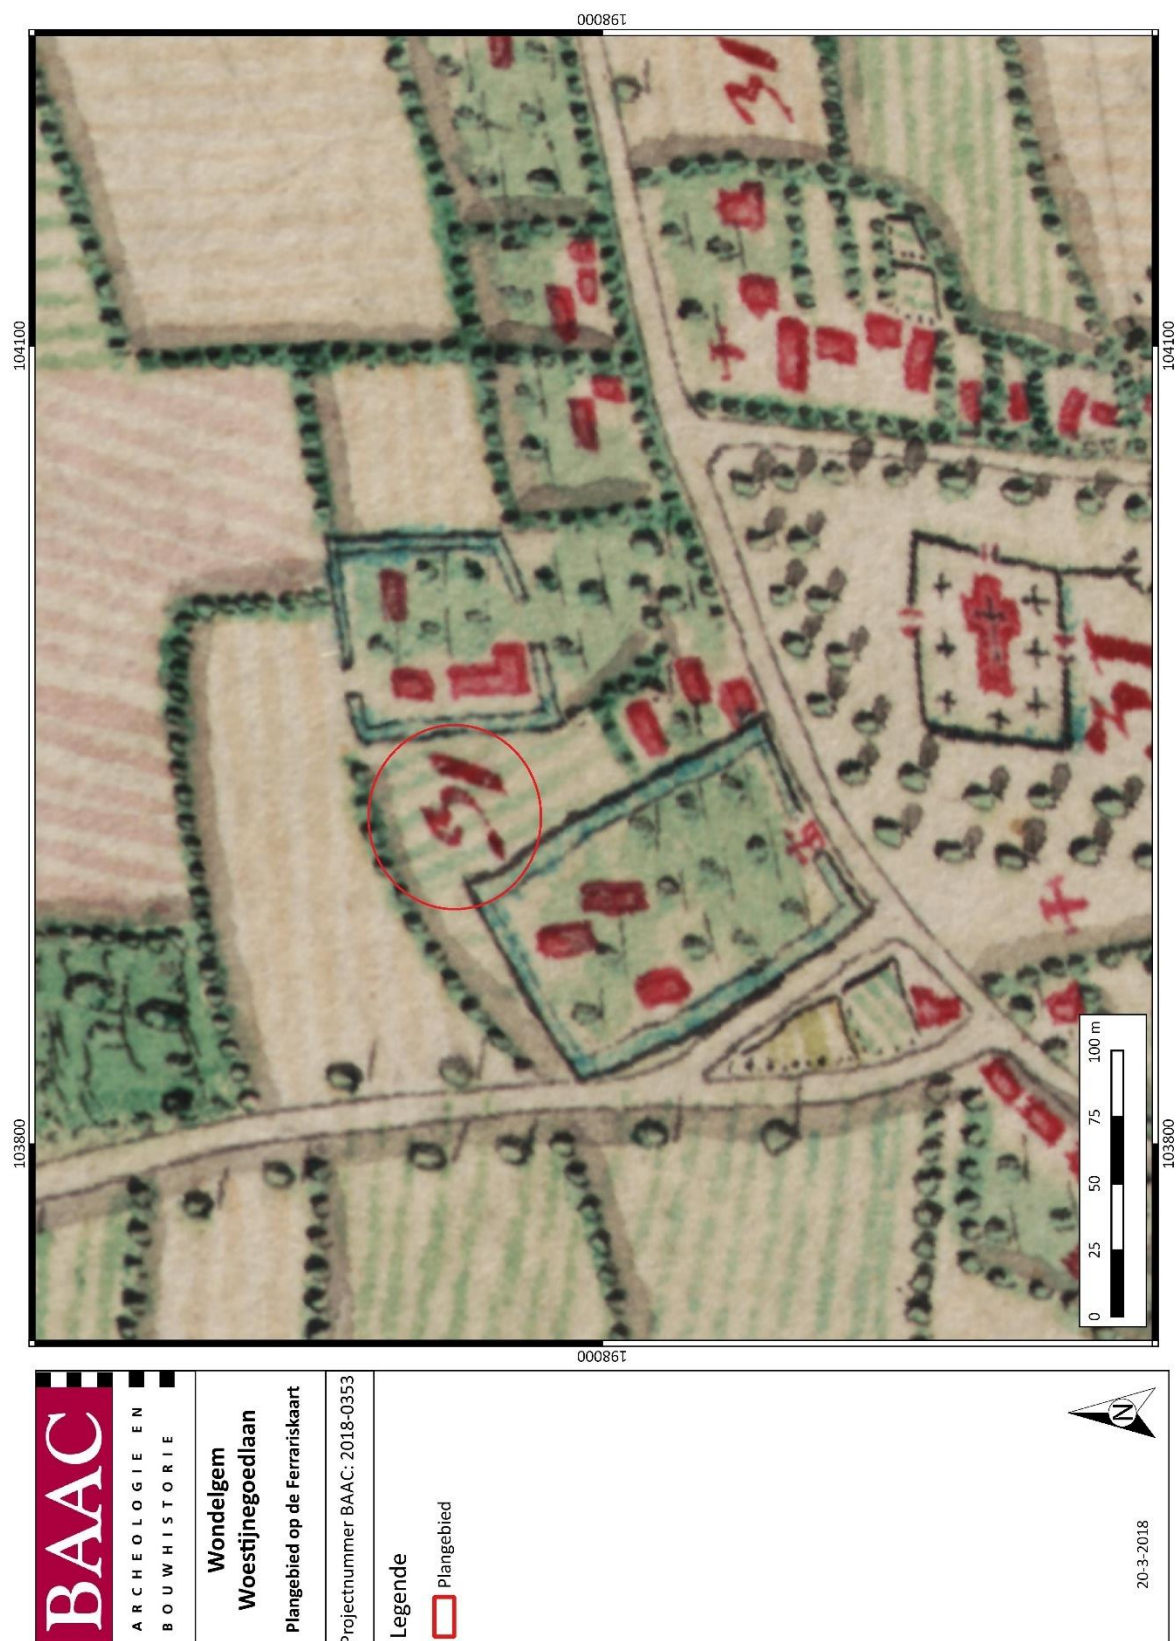 BAAC
ARCHEOLOGIE EN
BOUWHISTORIE
Wondelgem
Woestijnegoedlaan
Plangebied op de Ferrariskaart
Projectnummer BAAC: 2018-0353
Legende
Plangebied
20-3-2018
N
103800
104100
198000
198000
103800
104100
0 25 50 75 100 m